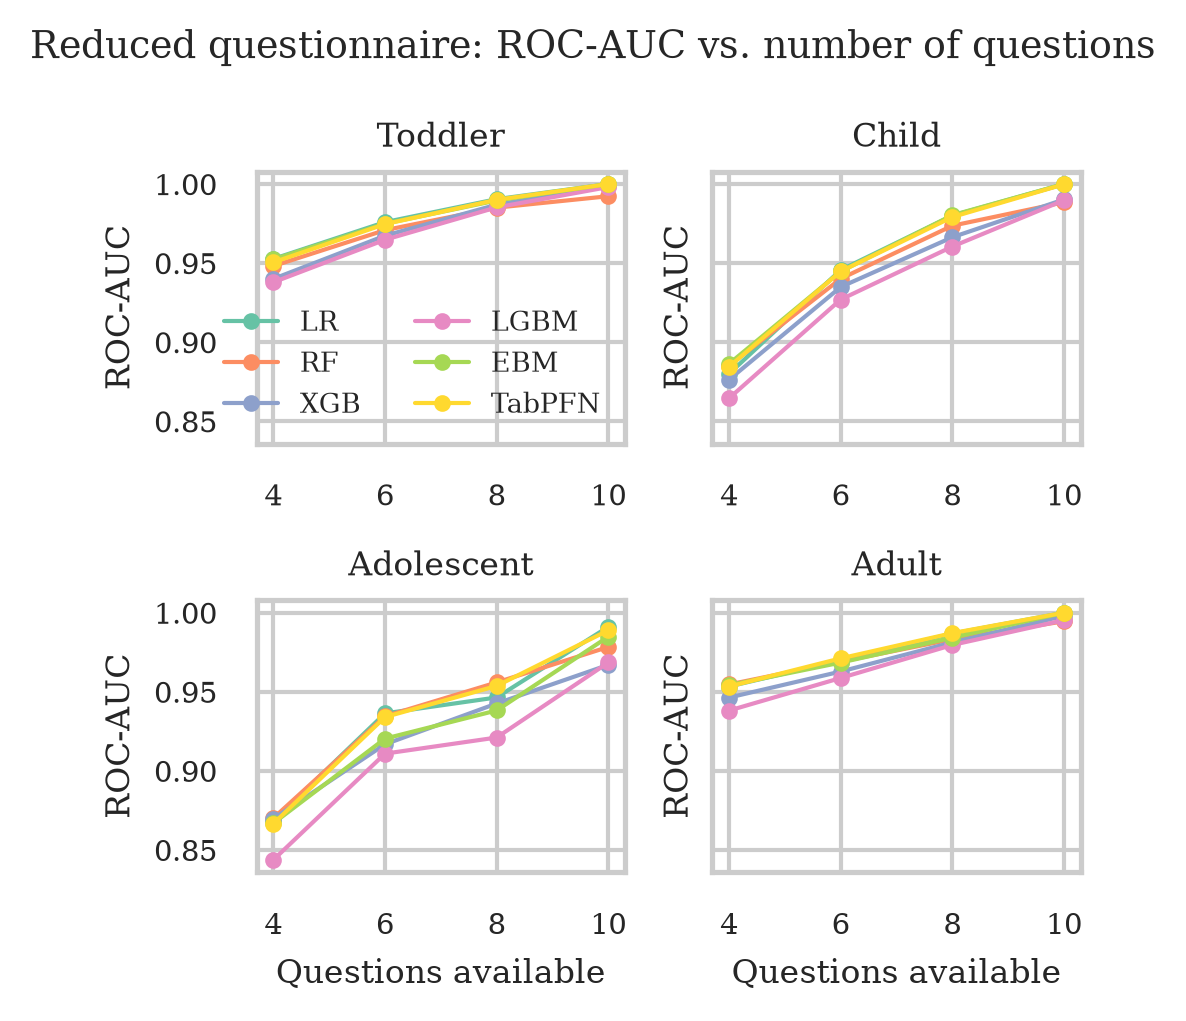 Reduced questionnaire: ROC-AUC vs. number of questions
Toddler
Child
ROC-AUC
1.00
0.95
0.90
0.85
LR
RF
XGB
LGBM
EBM
TabPFN
4 6 8 10
ROC-AUC
4 6 8 10
Adolescent
Adult
ROC-AUC
1.00
0.95
0.90
0.85
4 6 8 10
Questions available
ROC-AUC
4 6 8 10
Questions available